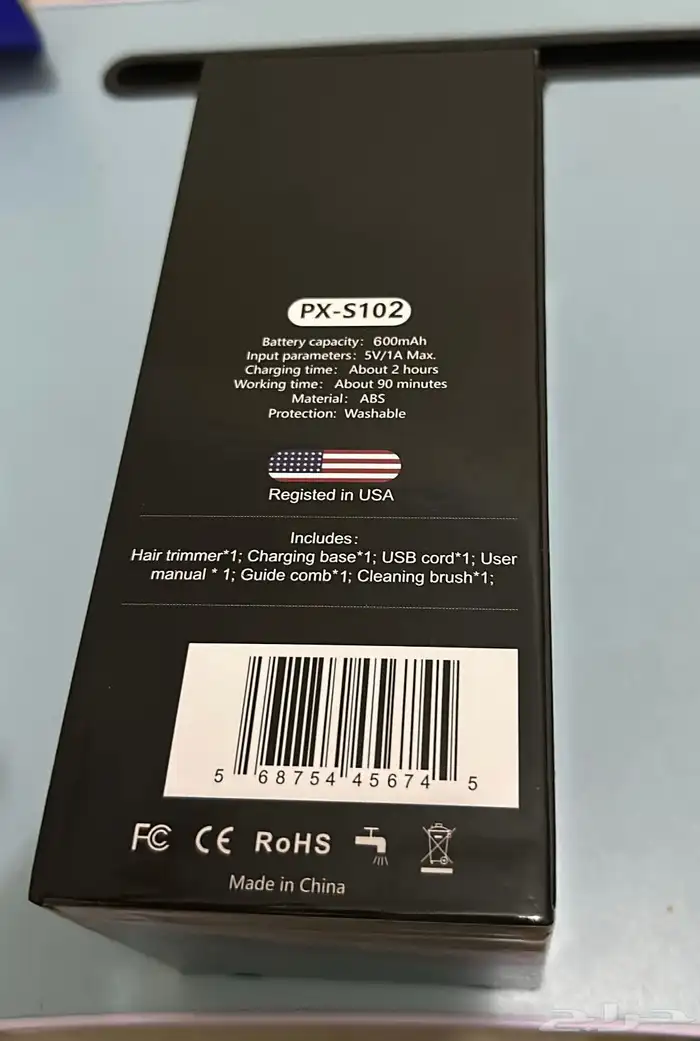 PX-S102
Battery capacity: 600mAh
Input parameters: 5V/1A Max.
Charging time: About 2 hours
Working time: About 90 minutes
Material: ABS
Protection: Washable
Registed in USA
Includes:
Hair trimmer*1; Charging base*1; USB cord*1; User
manual * 1; Guide comb*1; Cleaning brush*1;
5 68754 45674 5
FC CE RoHS
Made in China
حراج